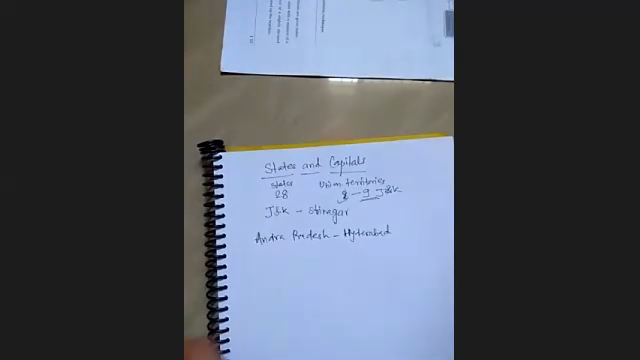 States and Capitals
States Union territories
28 8 - 9 J&K
J&K - Srinagar
Andra Pradesh - Hyderabad